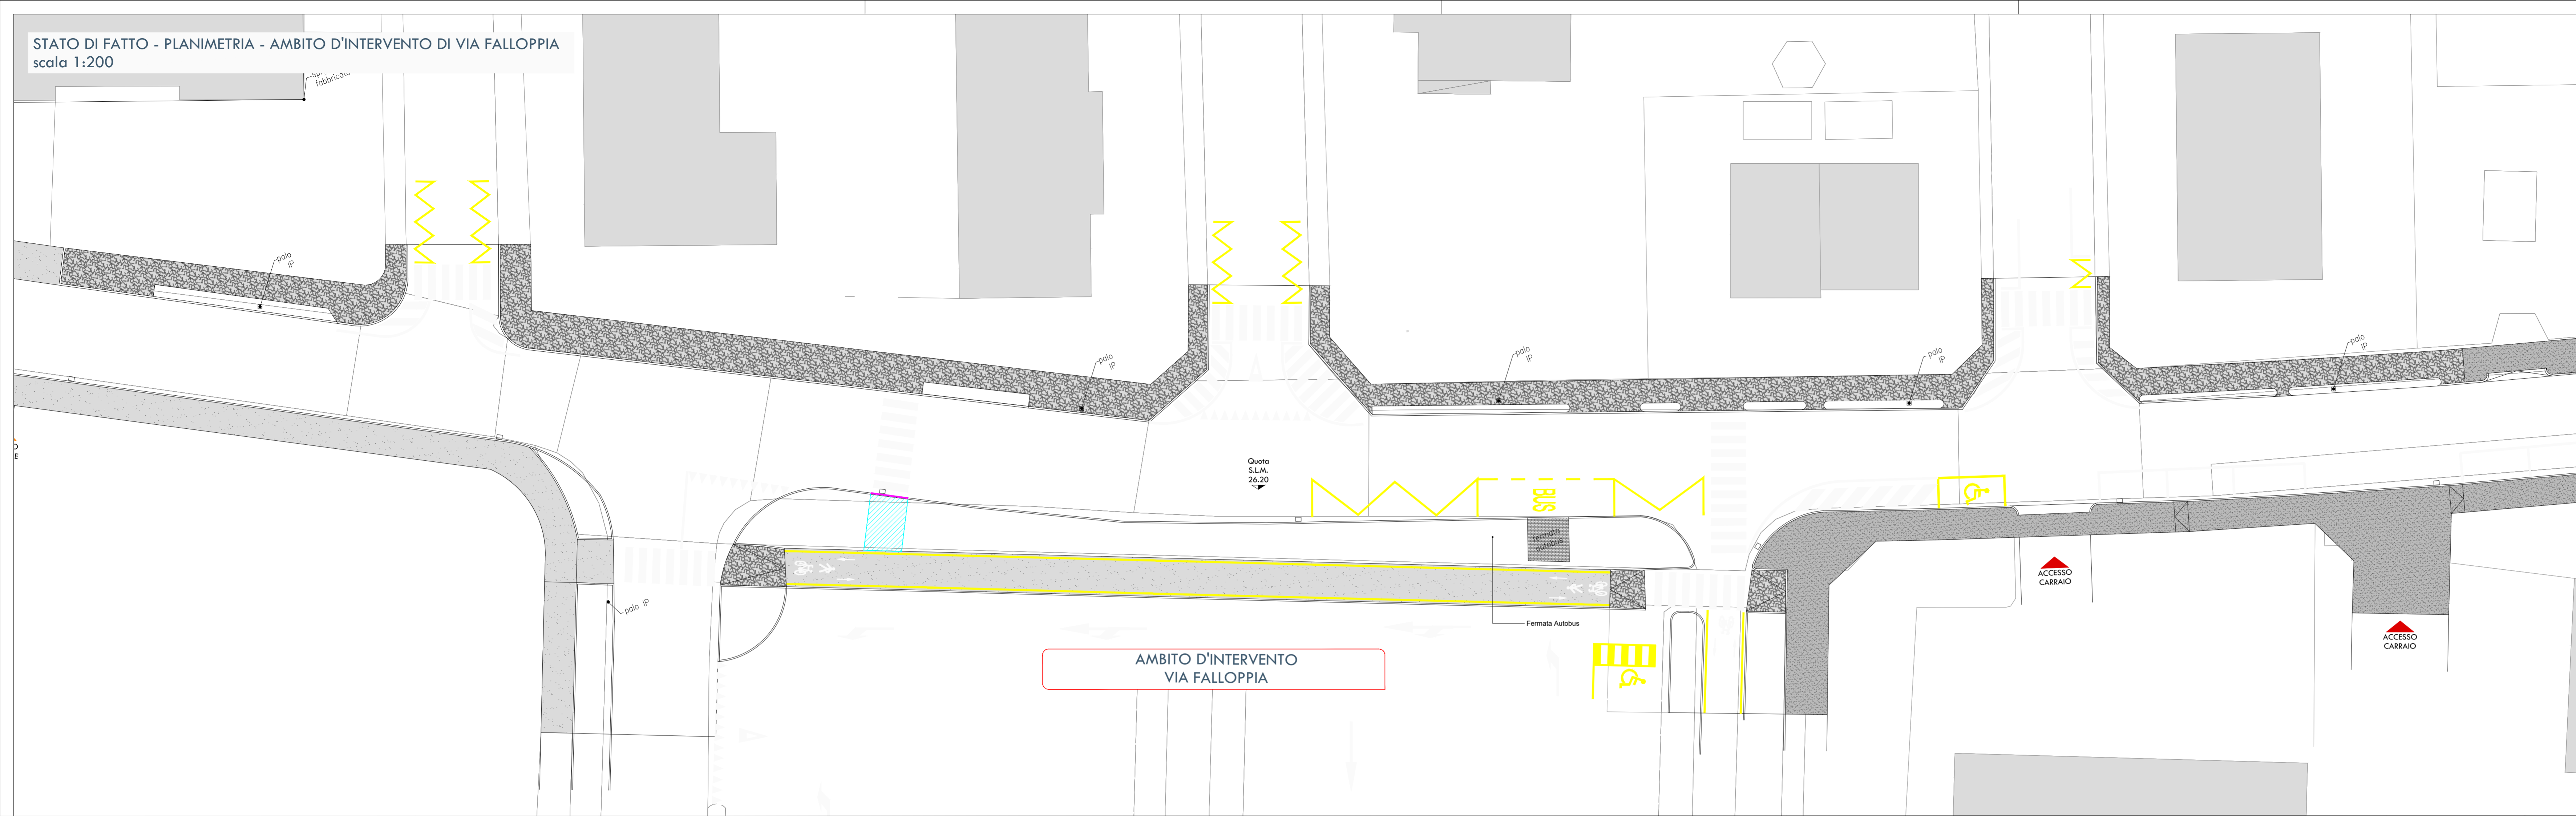 STATO DI FATTO - PLANIMETRIA - AMBITO D'INTERVENTO DI VIA FALLOPPIA
scala 1:200
fabbricato
palo
IP
palo
IP
palo
IP
palo
IP
palo
IP
Quota
S.L.M.
26.20
BUS
fermata
autobus
palo IP
Fermata Autobus
ACCESSO
CARRAIO
ACCESSO
CARRAIO
AMBITO D'INTERVENTO
VIA FALLOPPIA